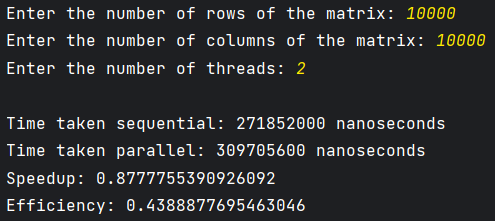 Enter the number of rows of the matrix: 10000
Enter the number of columns of the matrix: 10000
Enter the number of threads: 2
Time taken sequential: 271852000 nanoseconds
Time taken parallel: 309705600 nanoseconds
Speedup: 0.8777755390926092
Efficiency: 0.4388877695463046